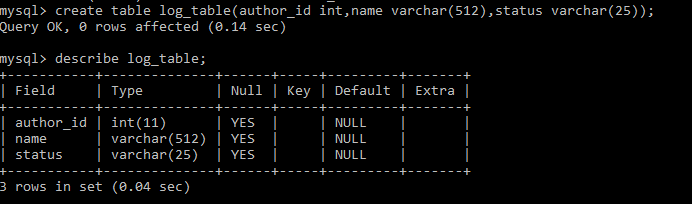 mysql> create table log_table(author_id int,name varchar(512),status varchar(25));
Query OK, 0 rows affected (0.14 sec)
mysql> describe log_table;
+-----------+--------------+------+-----+---------+-------+
| Field     | Type         | Null | Key | Default | Extra |
+-----------+--------------+------+-----+---------+-------+
| author_id | int(11)      | YES  |     | NULL    |       |
| name      | varchar(512) | YES  |     | NULL    |       |
| status    | varchar(25)  | YES  |     | NULL    |       |
+-----------+--------------+------+-----+---------+-------+
3 rows in set (0.04 sec)